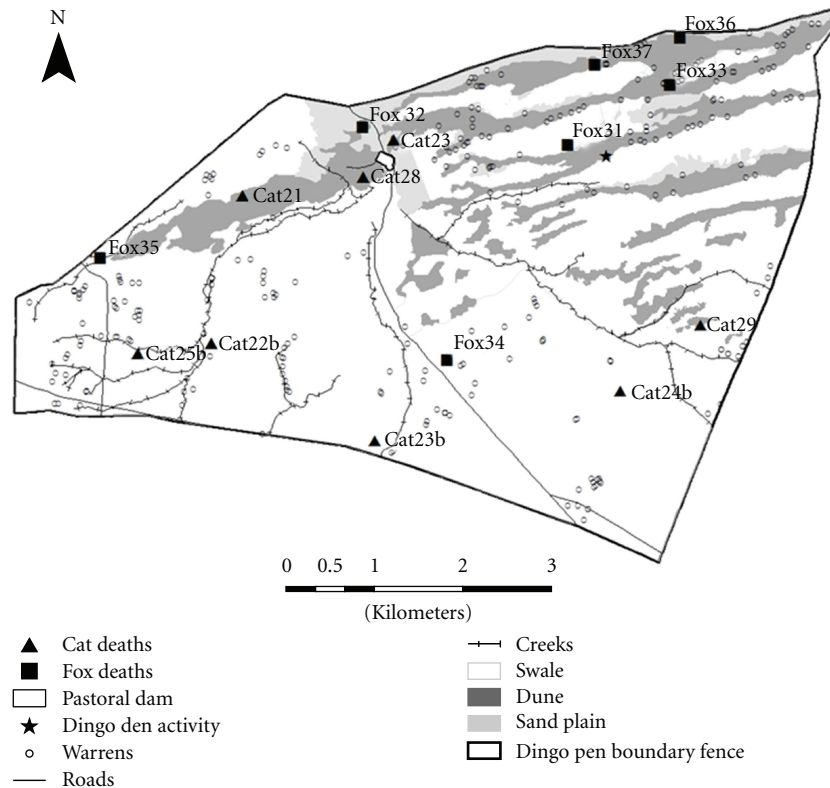 N
Fox36
Fox37
Fox33
Fox 32
Cat23
Fox31
Cat28
Cat21
Fox35
Cat29
Cat22b
Cat25b
Fox34
Cat24b
Cat23b
0 0.5 1 2 3
(Kilometers)
Cat deaths
Fox deaths
Pastoral dam
Dingo den activity
Warrens
Roads
Creeks
Swale
Dune
Sand plain
Dingo pen boundary fence